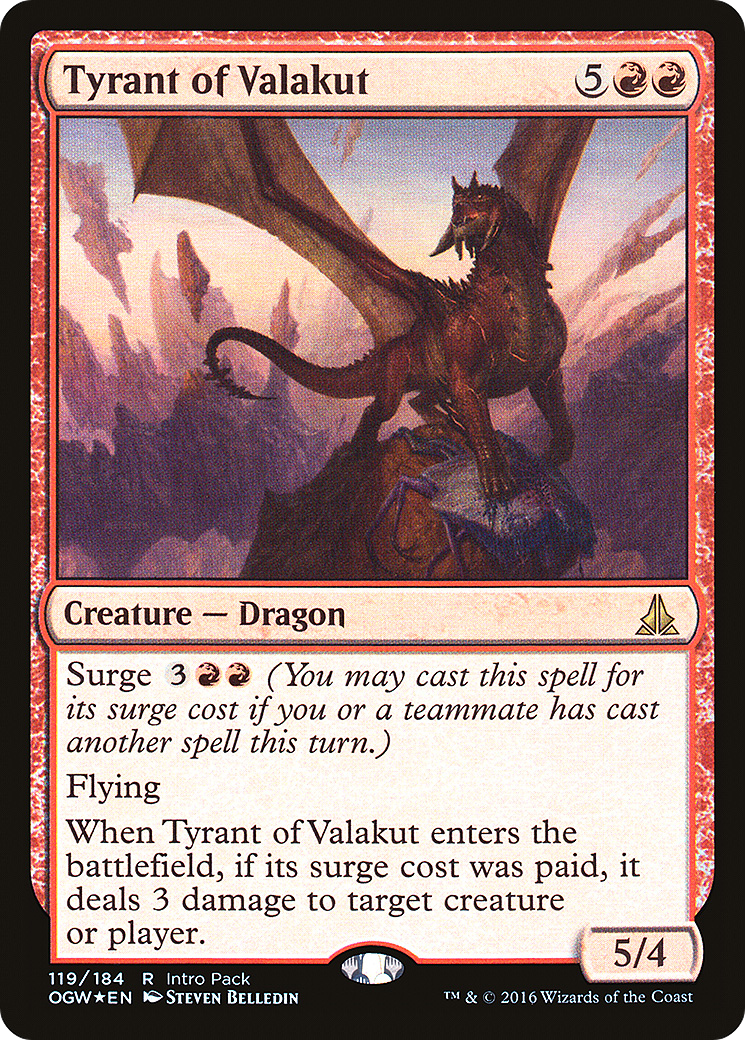 Tyrant of Valakut 5
Creature — Dragon
Surge 3 (You may cast this spell for
its surge cost if you or a teammate has cast
another spell this turn.)
Flying
When Tyrant of Valakut enters the
battlefield, if its surge cost was paid, it
deals 3 damage to target creature
or player.
5/4
119/184 R Intro Pack
OGW★EN Steven Belledin
™ & © 2016 Wizards of the Coast